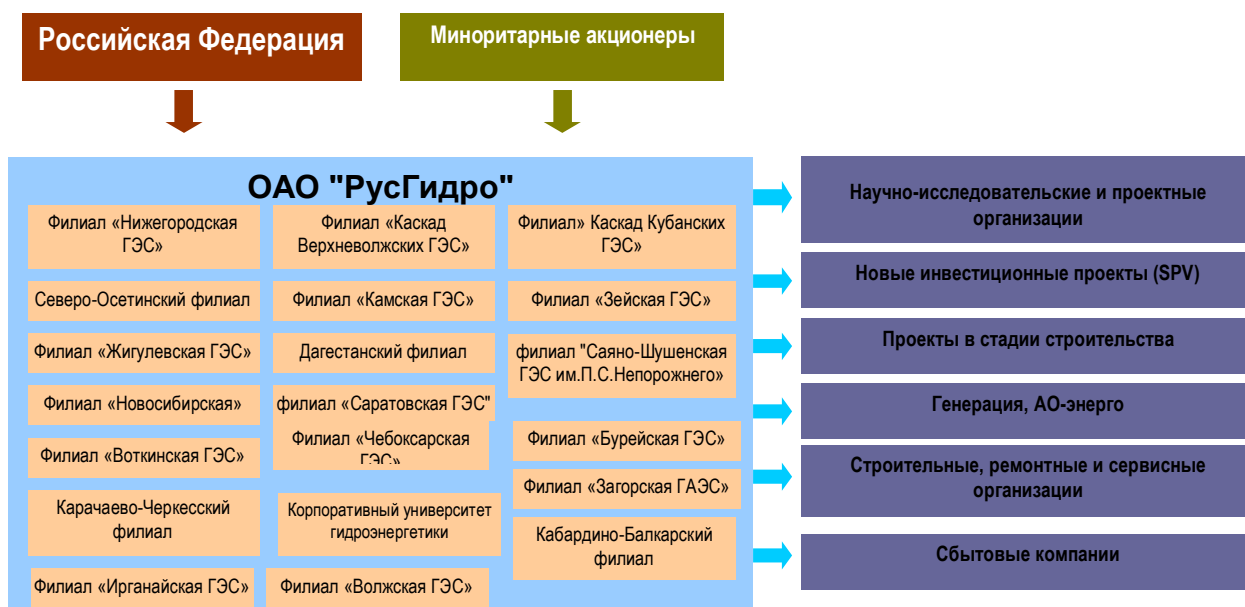 Российская Федерация
Миноритарные акционеры
ОАО "РусГидро"
Филиал «Нижегородская
ГЭС»
Филиал «Каскад
Верхневолжских ГЭС»
Филиал» Каскад Кубанских
ГЭС»
Северо-Осетинский филиал
Филиал «Камская ГЭС»
Филиал «Зейская ГЭС»
Филиал «Жигулевская ГЭС»
Дагестанский филиал
филиал "Саяно-Шушенская
ГЭС им.П.С.Непорожнего»
Филиал «Новосибирская»
филиал «Саратовская ГЭС"
Филиал «Чебоксарская
ГЭС»
Филиал «Бурейская ГЭС»
Филиал «Воткинская ГЭС»
Филиал «Загорская ГАЭС»
Карачаево-Черкесский
филиал
Корпоративный университет
гидроэнергетики
Кабардино-Балкарский
филиал
Филиал «Ирганайская ГЭС»
Филиал «Волжская ГЭС»
Научно-исследовательские и проектные
организации
Новые инвестиционные проекты (SPV)
Проекты в стадии строительства
Генерация, АО-энерго
Строительные, ремонтные и сервисные
организации
Сбытовые компании